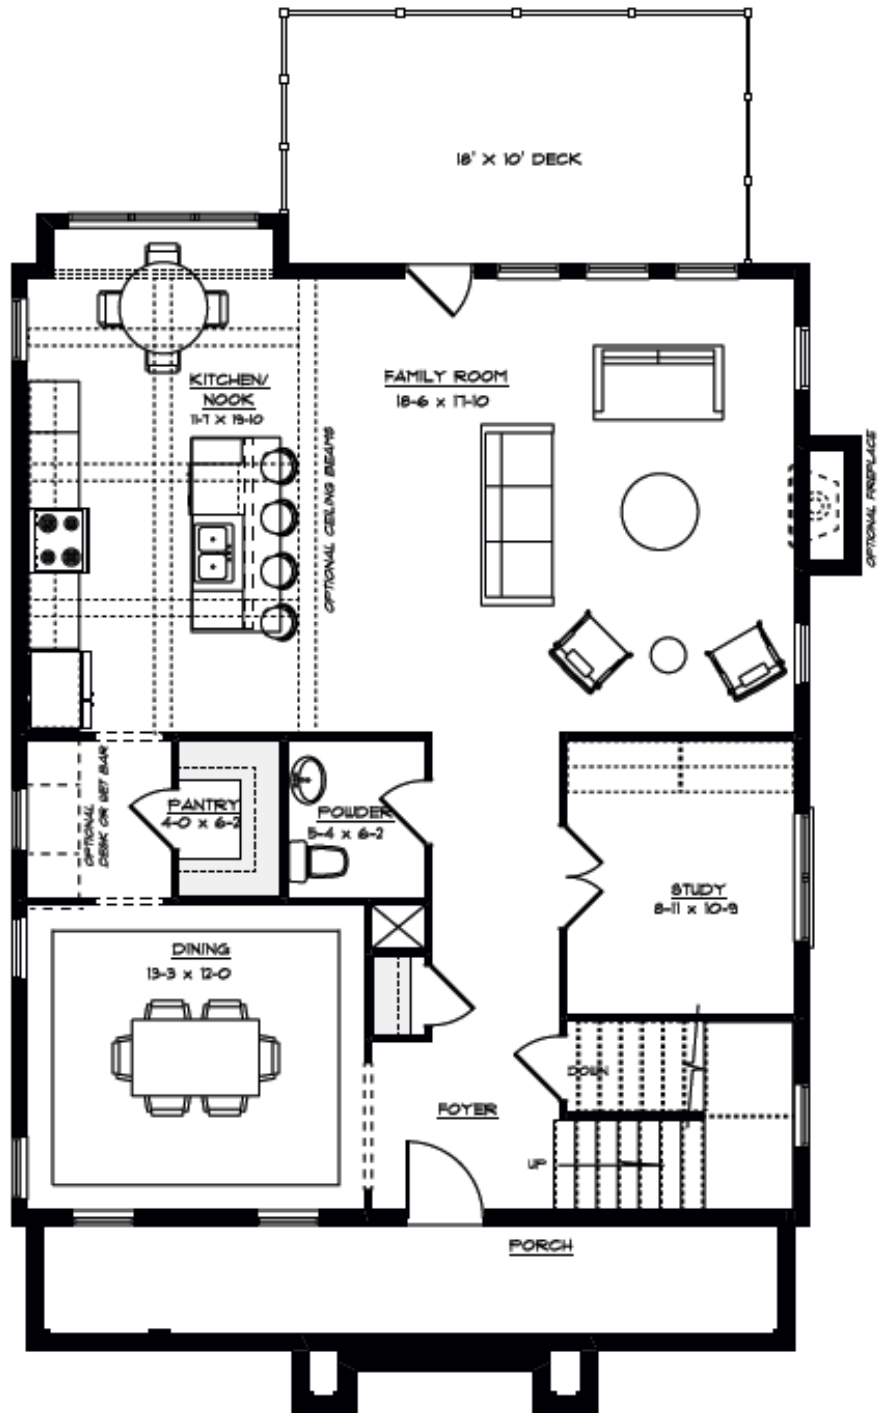 18' X 10' DECK
KITCHEN/
NOOK
11-7 X 19-10
FAMILY ROOM
18-6 x 17-10
OPTIONAL CEILING BEAMS
OPTIONAL FIREPLACE
OPTIONAL
DESK OR WET BAR
PANTRY
4-0 x 6-2
POWDER
5-4 x 6-2
STUDY
8-11 x 10-9
DINING
13-3 x 12-0
DOWN
FOYER
UP
PORCH